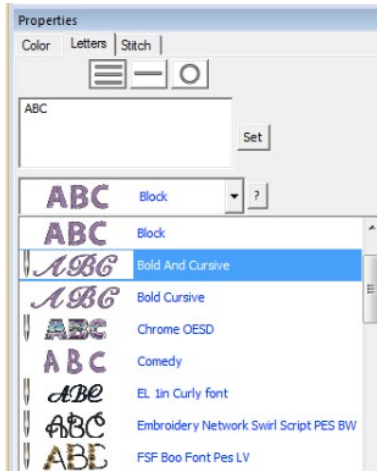 Properties
Color Letters Stitch
ABC
Set
ABC Block ?
ABC Block
ABC Bold And Cursive
ABC Bold Cursive
ABC Chrome OESD
ABC Comedy
ABC EL 1in Curly font
ABC Embroidery Network Swirl Script PES BW
ABC FSF Boo Font Pes LV